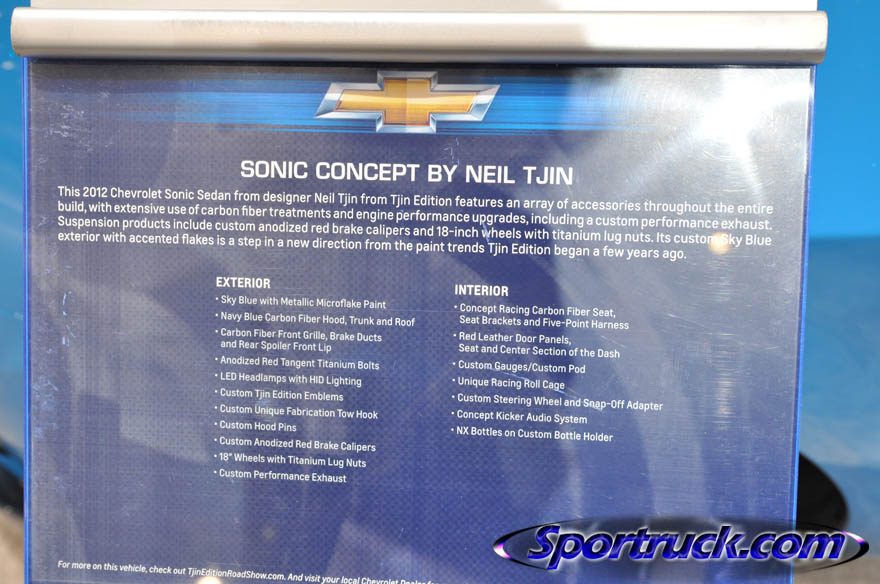 SONIC CONCEPT BY NEIL TJIN
This 2012 Chevrolet Sonic Sedan from designer Neil Tjin from Tjin Edition features an array of accessories throughout the entire
build, with extensive use of carbon fiber treatments and engine performance upgrades, including a custom performance exhaust.
Suspension products include custom anodized red brake calipers and 18-inch wheels with titanium lug nuts. Its custom Sky Blue
exterior with accented flakes is a step in a new direction from the paint trends Tjin Edition began a few years ago.
EXTERIOR
• Sky Blue with Metallic Microflake Paint
• Navy Blue Carbon Fiber Hood, Trunk and Roof
• Carbon Fiber Front Grille, Brake Ducts
and Rear Spoiler Front Lip
• Anodized Red Tangent Titanium Bolts
• LED Headlamps with HID Lighting
• Custom Tjin Edition Emblems
• Custom Unique Fabrication Tow Hook
• Custom Hood Pins
• Custom Anodized Red Brake Calipers
• 18" Wheels with Titanium Lug Nuts
• Custom Performance Exhaust
INTERIOR
• Concept Racing Carbon Fiber Seat,
Seat Brackets and Five-Point Harness
• Red Leather Door Panels,
Seat and Center Section of the Dash
• Custom Gauges/Custom Pod
• Unique Racing Roll Cage
• Custom Steering Wheel and Snap-Off Adapter
• Concept Kicker Audio System
• NX Bottles on Custom Bottle Holder
For more on this vehicle, check out TjinEditionRoadShow.com. And visit your local Chevrolet
Sportruck.com